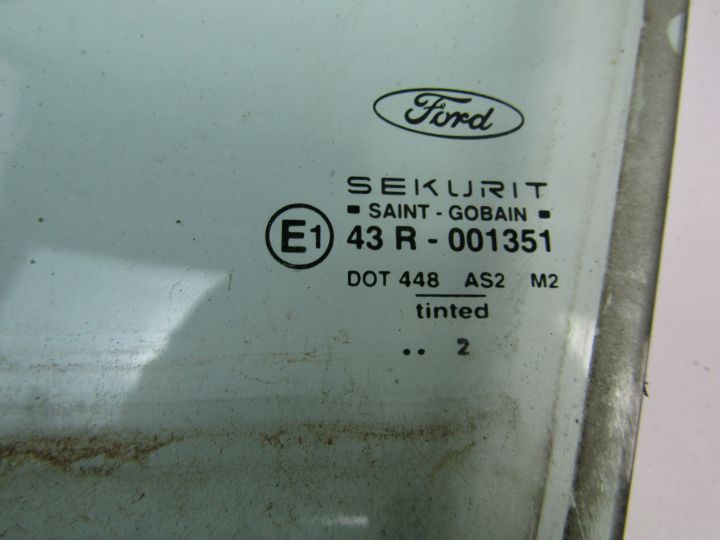 Ford
SEKURIT
▪ SAINT - GOBAIN ▪
E1 43 R - 001351
DOT 448 AS2 M2
tinted
•• 2